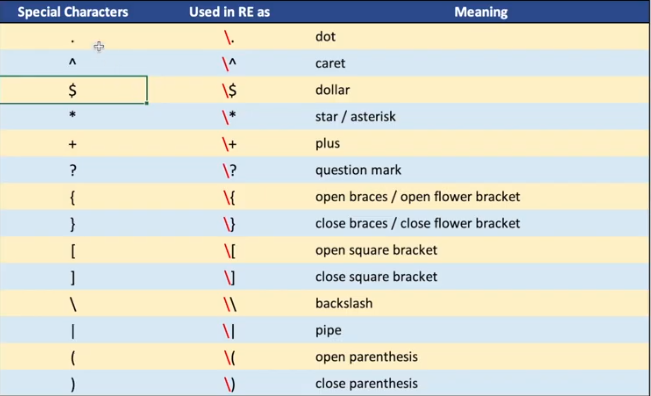 Special Characters Used in RE as Meaning
. \. dot
^ \^ caret
$ \$ dollar
* \* star / asterisk
+ \+ plus
? \? question mark
{ \{ open braces / open flower bracket
} \} close braces / close flower bracket
[ \[ open square bracket
] \] close square bracket
\ \\ backslash
| \| pipe
( \( open parenthesis
) \) close parenthesis